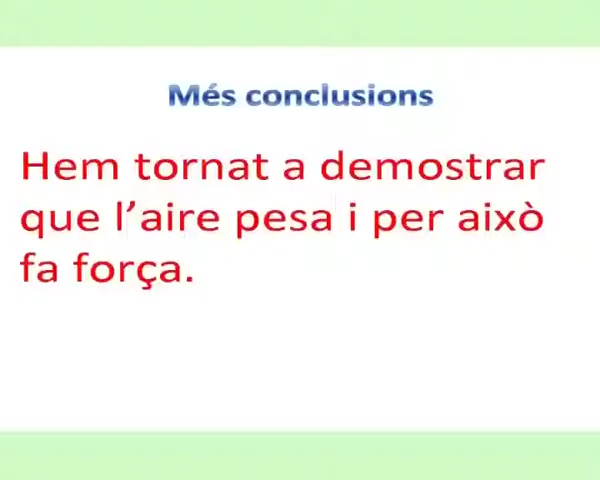 Més conclusions
Hem tornat a demostrar
que l’aire pesa i per això
fa força.